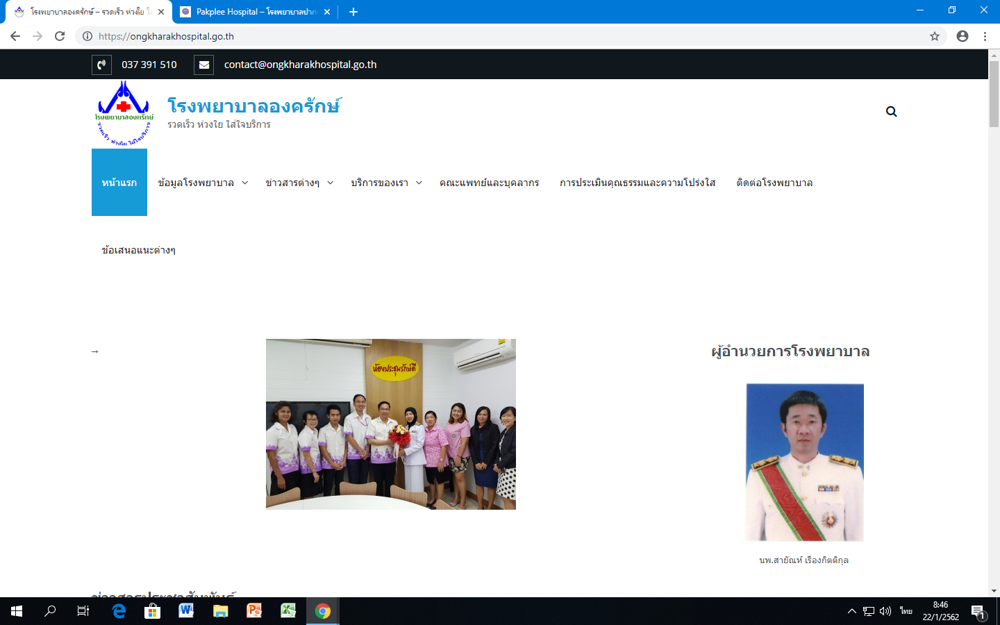 โรงพยาบาลองครักษ์ – รวดเร็ว ห่วงใย
Pakplee Hospital – โรงพยาบาลปาก
https://ongkharakhospital.go.th
037 391 510
contact@ongkharakhospital.go.th
โรงพยาบาลองครักษ์
รวดเร็ว ห่วงใย ใส่ใจบริการ
โรงพยาบาลองครักษ์
รวดเร็ว ห่วงใย ใส่ใจบริการ
หน้าแรก
ข้อมูลโรงพยาบาล
ข่าวสารต่างๆ
บริการของเรา
คณะแพทย์และบุคลากร
การประเมินคุณธรรมและความโปร่งใส
ติดต่อโรงพยาบาล
ข้อเสนอแนะต่างๆ
→
ห้องประชุมรักษ์ดี
ผู้อำนวยการโรงพยาบาล
นพ.สายัณห์ เรืองกิตติกุล
ข่าวสารประชาสัมพันธ์
ไทย
8:46
22/1/2562
1